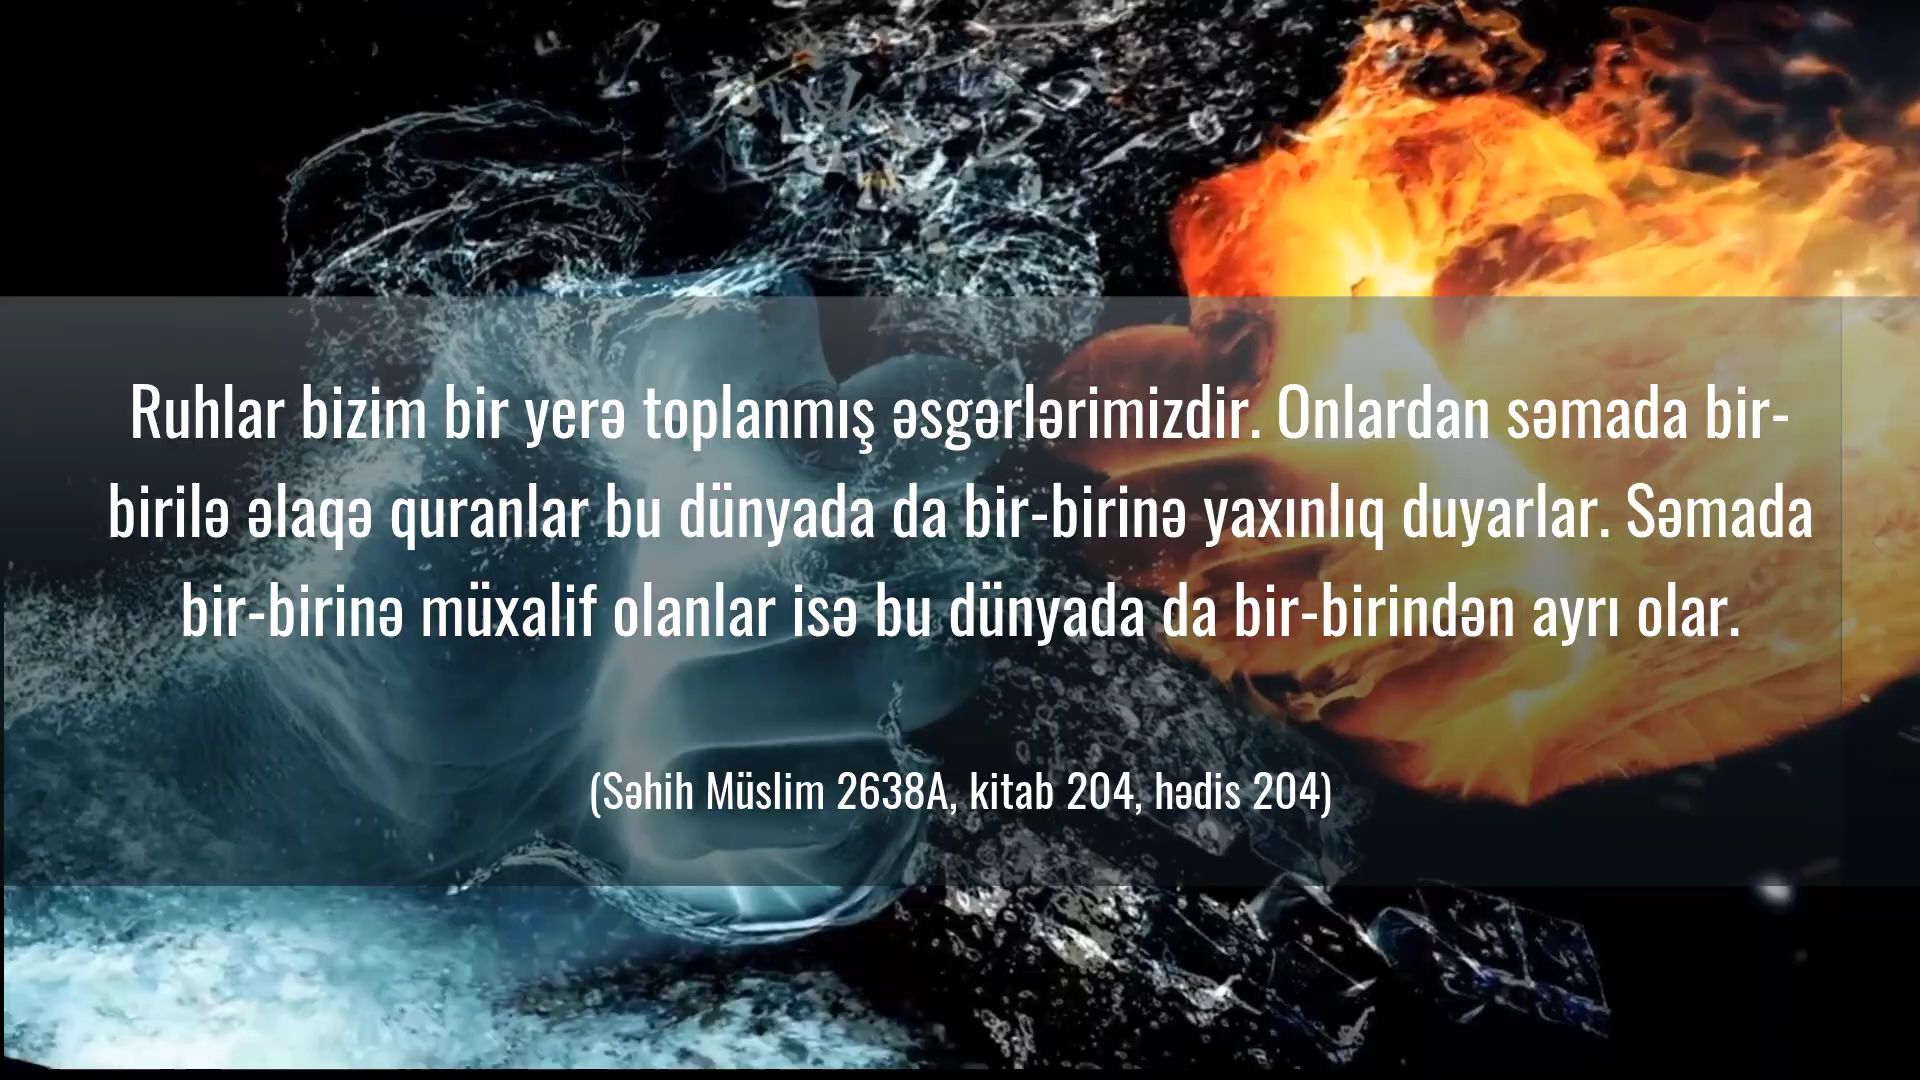 Ruhlar bizim bir yerə toplanmış əsgərlərimizdir. Onlardan səmada bir-
birilə əlaqə quranlar bu dünyada da bir-birinə yaxınlıq duyarlar. Səmada
bir-birinə müxalif olanlar isə bu dünyada da bir-birindən ayrı olar.
(Səhih Müslim 2638A, kitab 204, hədis 204)